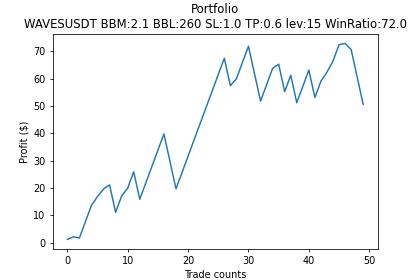 Portfolio
WAVESUSDT BBM:2.1 BBL:260 SL:1.0 TP:0.6 lev:15 WinRatio:72.0
70
60
50
40
30
20
10
0
Profit ($)
0 10 20 30 40 50
Trade counts